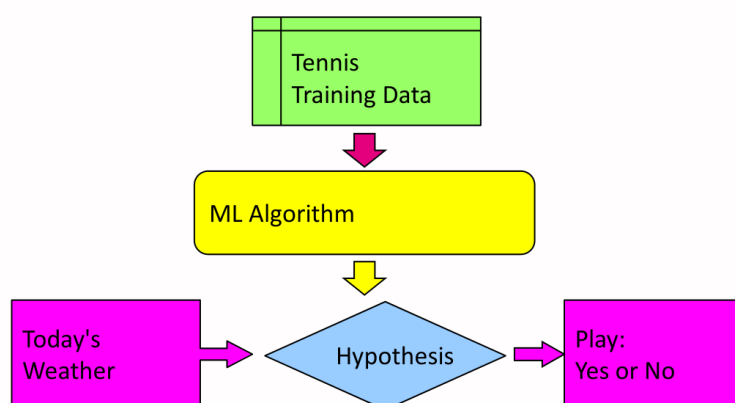 Tennis
Training Data
ML Algorithm
Today's
Weather
Hypothesis
Play:
Yes or No